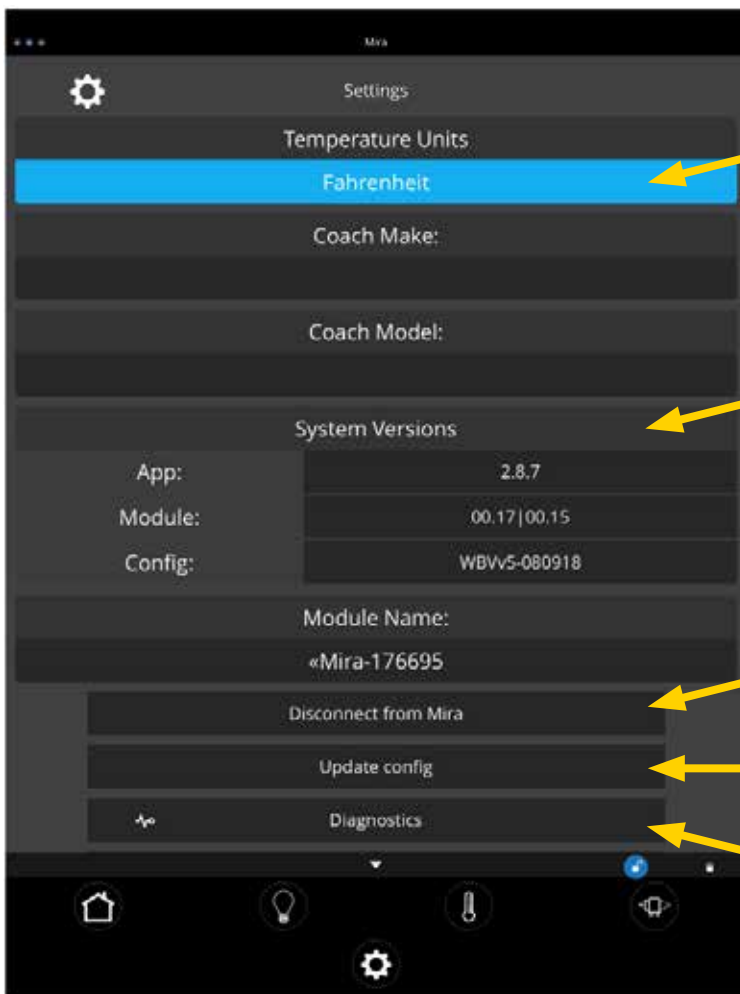 Mira
Settings
Temperature Units
Fahrenheit
Coach Make:
Coach Model:
System Versions
App: 2.8.7
Module: 00.17|00.15
Config: WBVv5-080918
Module Name:
«Mira-176695
Disconnect from Mira
Update config
Diagnostics